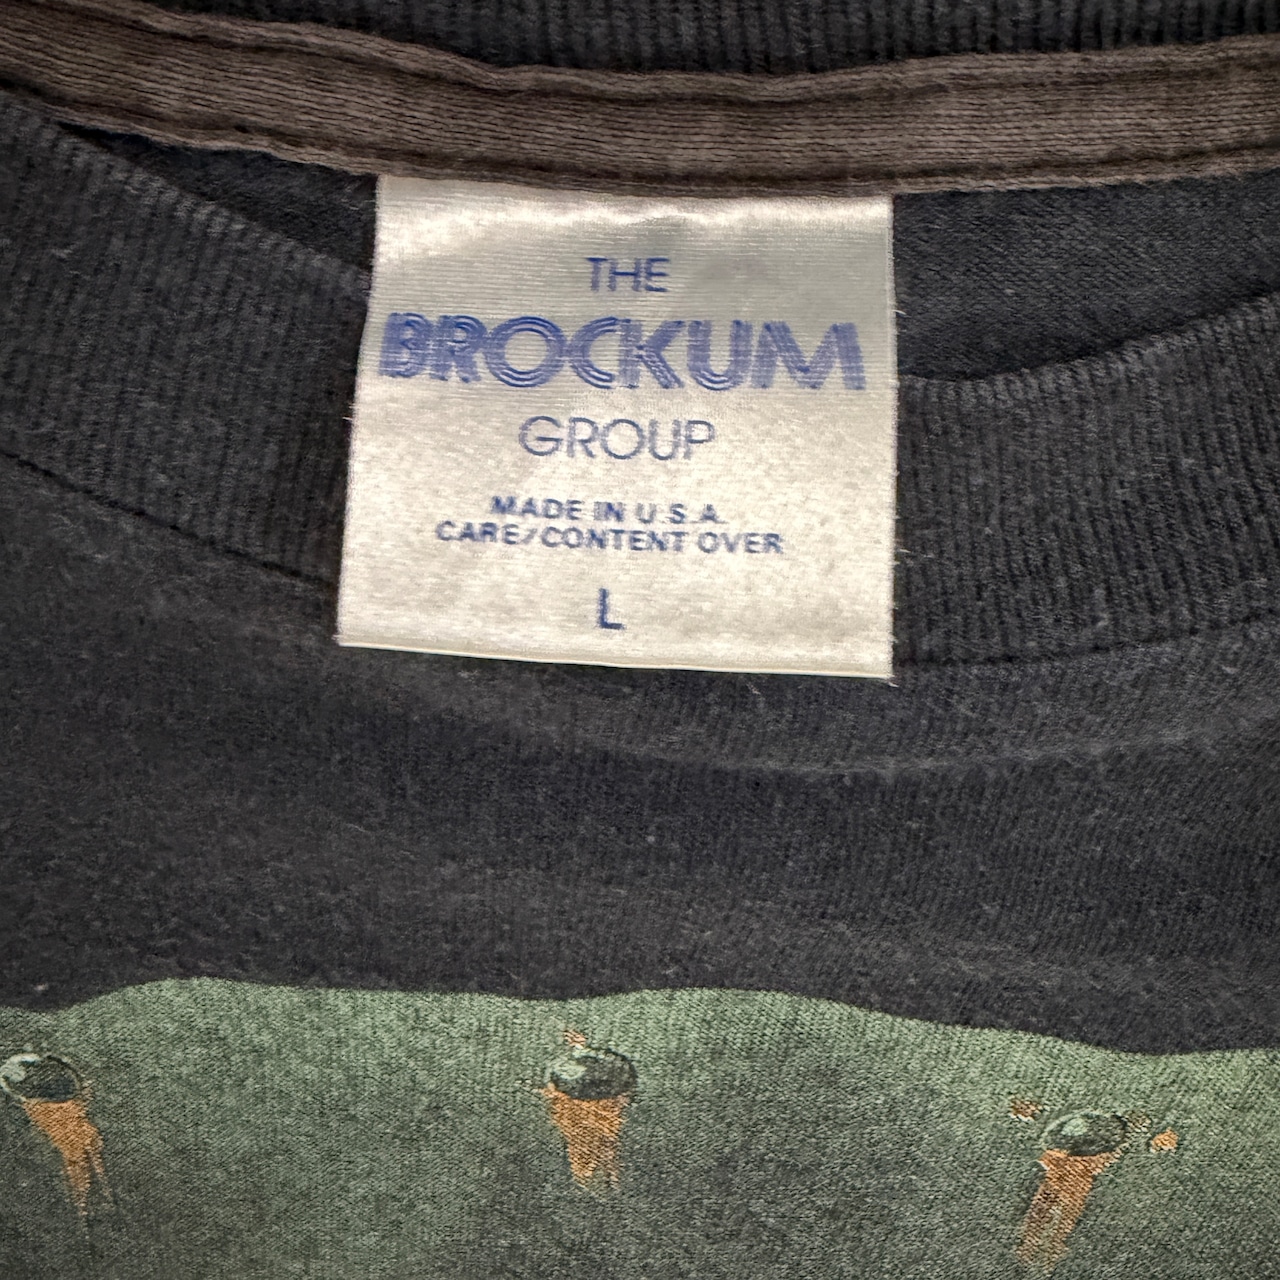 THE
BROCKUM
GROUP
MADE IN U.S.A.
CARE/CONTENT OVER
L